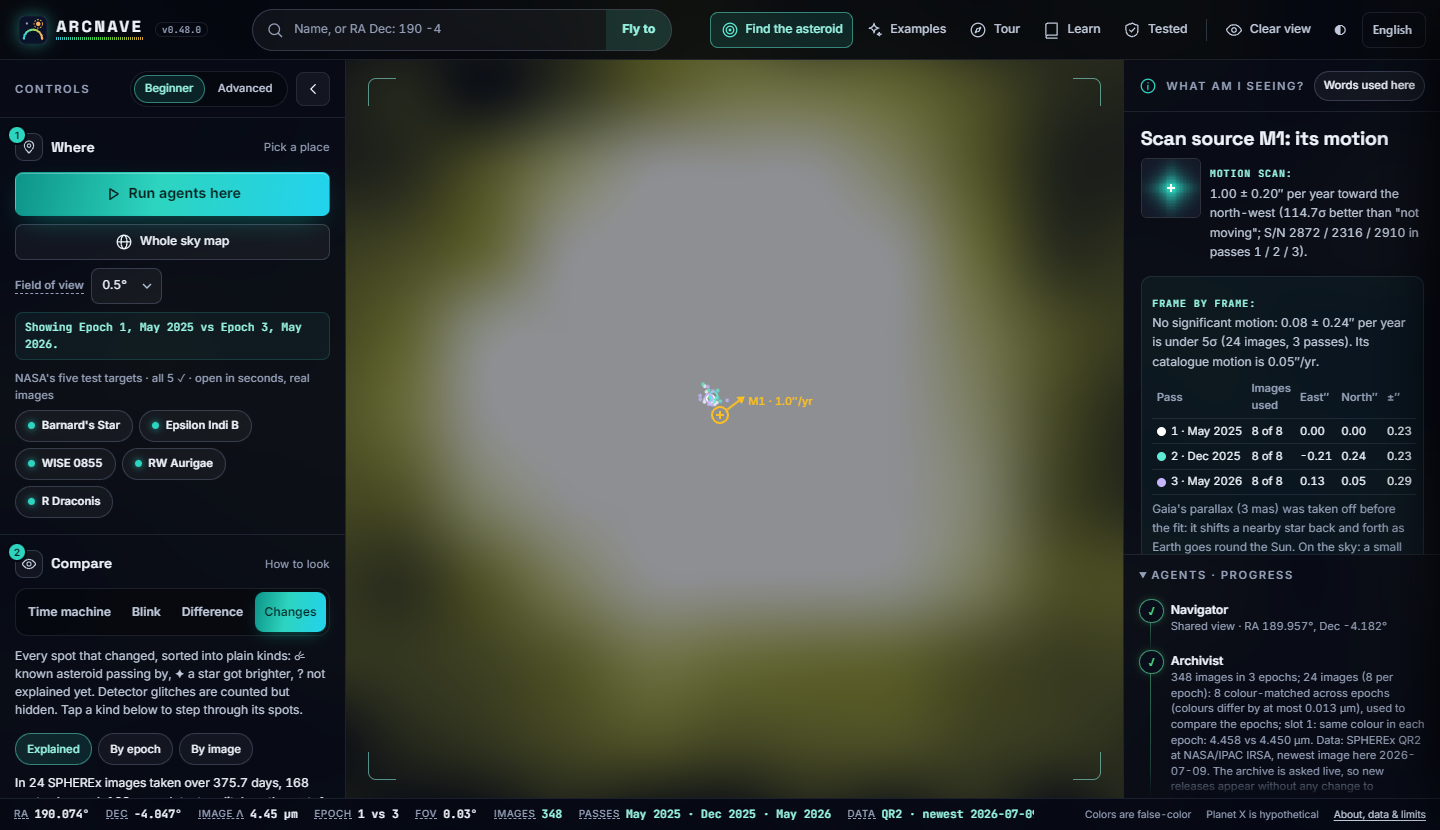 ARCNAVE v0.48.0
Name, or RA Dec: 190 -4
Fly to
Find the asteroid
Examples
Tour
Learn
Tested
Clear view
English
CONTROLS
Beginner
Advanced
1
Where
Pick a place
Run agents here
Whole sky map
Field of view
0.5°
Showing Epoch 1, May 2025 vs Epoch 3, May
2026.
NASA's five test targets · all 5 ✓ · open in seconds, real
images
Barnard's Star
Epsilon Indi B
WISE 0855
RW Aurigae
R Draconis
2
Compare
How to look
Time machine
Blink
Difference
Changes
Every spot that changed, sorted into plain kinds: ☄
known asteroid passing by, ✦ a star got brighter, ? not
explained yet. Detector glitches are counted but
hidden. Tap a kind below to step through its spots.
Explained
By epoch
By image
In 24 SPHEREx images taken over 375.7 days, 168
M1 · 1.0″/yr
WHAT AM I SEEING?
Words used here
Scan source M1: its motion
MOTION SCAN:
1.00 ± 0.20″ per year toward the
north-west (114.7σ better than "not
moving"; S/N 2872 / 2316 / 2910 in
passes 1 / 2 / 3).
FRAME BY FRAME:
No significant motion: 0.08 ± 0.24″ per year
is under 5σ (24 images, 3 passes). Its
catalogue motion is 0.05″/yr.
Pass Images used East″ North″ ±″
1 · May 2025 8 of 8 0.00 0.00 0.23
2 · Dec 2025 8 of 8 -0.21 0.24 0.23
3 · May 2026 8 of 8 0.13 0.05 0.29
Gaia's parallax (3 mas) was taken off before
the fit: it shifts a nearby star back and forth as
Earth goes round the Sun. On the sky: a small
▼ AGENTS · PROGRESS
Navigator
Shared view · RA 189.957°, Dec -4.182°
Archivist
348 images in 3 epochs; 24 images (8 per
epoch): 8 colour-matched across epochs
(colours differ by at most 0.013 µm), used to
compare the epochs; slot 1: same colour in each
epoch: 4.458 vs 4.450 µm. Data: SPHEREx QR2
at NASA/IPAC IRSA, newest image here 2026-
07-09. The archive is asked live, so new
releases appear without any change to
RA 190.074° DEC -4.047° IMAGE Λ 4.45 µm EPOCH 1 vs 3 FOV 0.03° IMAGES 348 PASSES May 2025 · Dec 2025 · May 2026 DATA QR2 · newest 2026-07-09
Colors are false-color
Planet X is hypothetical
About, data & limits